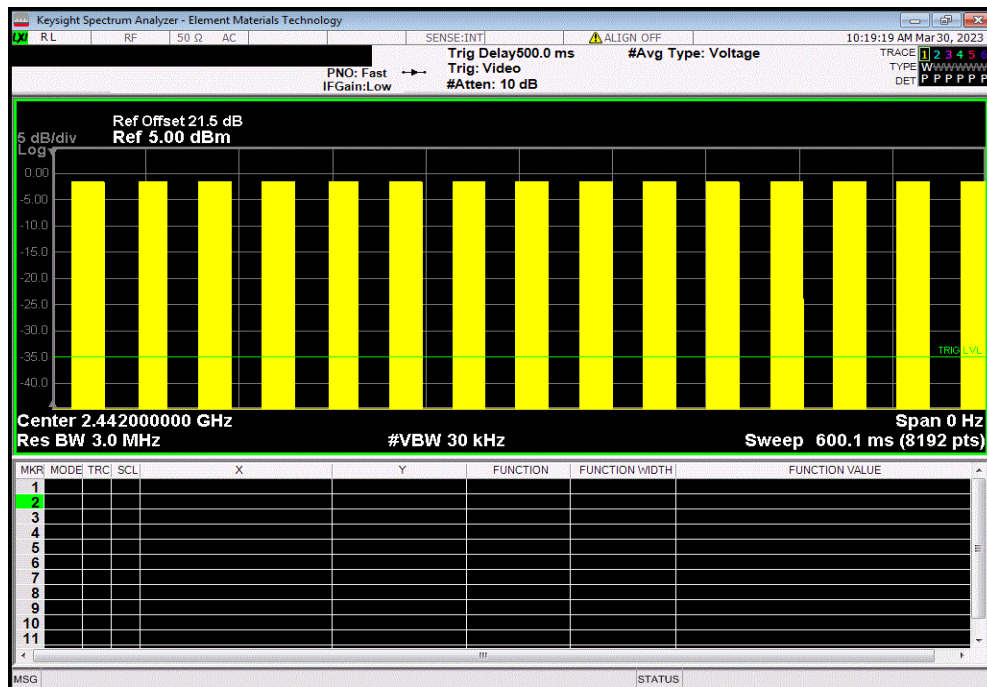 Keysight Spectrum Analyzer - Element Materials Technology
LXI RL RF 50 Ω AC SENSE:INT ALIGN OFF 10:19:19 AM Mar 30, 2023
Trig Delay500.0 ms #Avg Type: Voltage TRACE 1 2 3 4 5 6
PNO: Fast Trig: Video TYPE WWWWWW
IFGain:Low #Atten: 10 dB DET P P P P P P
Ref Offset 21.5 dB
5 dB/div Ref 5.00 dBm
Log
0.00
-5.00
-10.0
-15.0
-20.0
-25.0
-30.0
-35.0 TRIG LVL
-40.0
Center 2.442000000 GHz Span 0 Hz
Res BW 3.0 MHz #VBW 30 kHz Sweep 600.1 ms (8192 pts)
MKR MODE TRC SCL X Y FUNCTION FUNCTION WIDTH FUNCTION VALUE
1
2
3
4
5
6
7
8
9
10
11
MSG STATUS